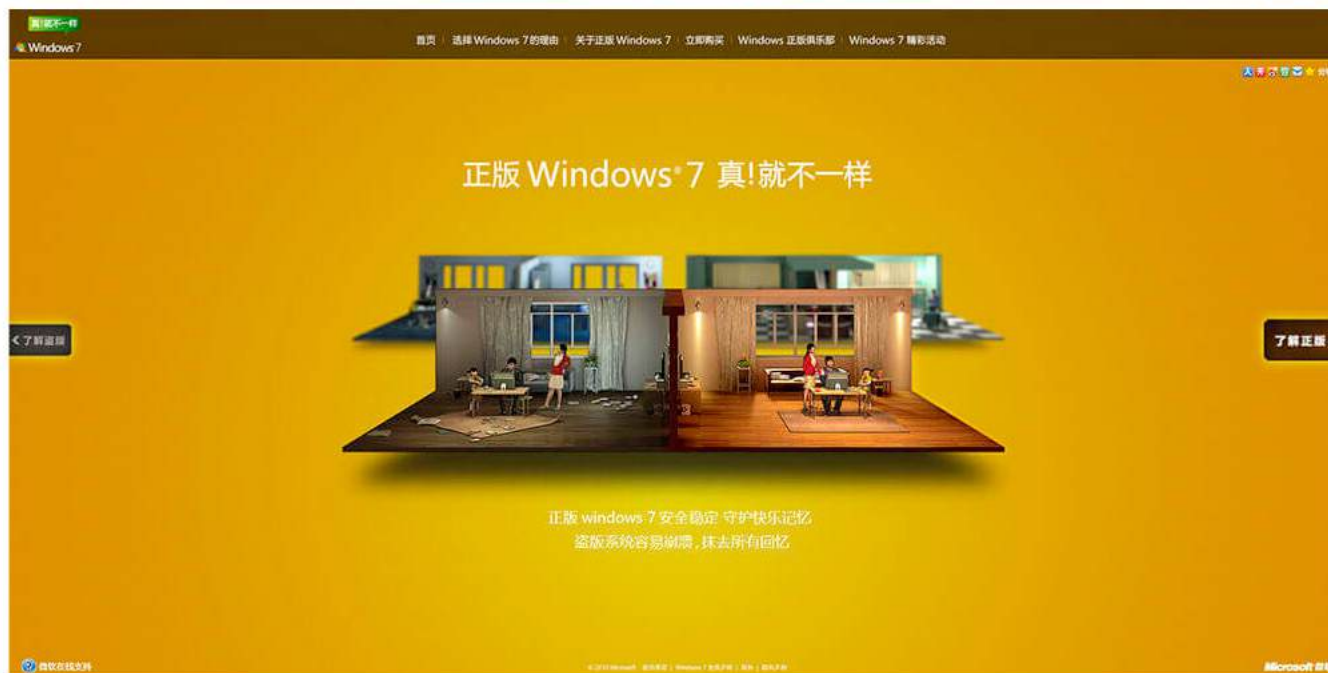 真!就不一样
Windows 7
首页 | 选择 Windows 7的理由 | 关于正版 Windows 7 | 立即购买 | Windows 正版俱乐部 | Windows 7 精彩活动
正版 Windows® 7 真!就不一样
<了解盗版
了解正版
正版 windows 7 安全稳定 守护快乐记忆
盗版系统容易崩溃,抹去所有回忆
微软在线支持
Microsoft